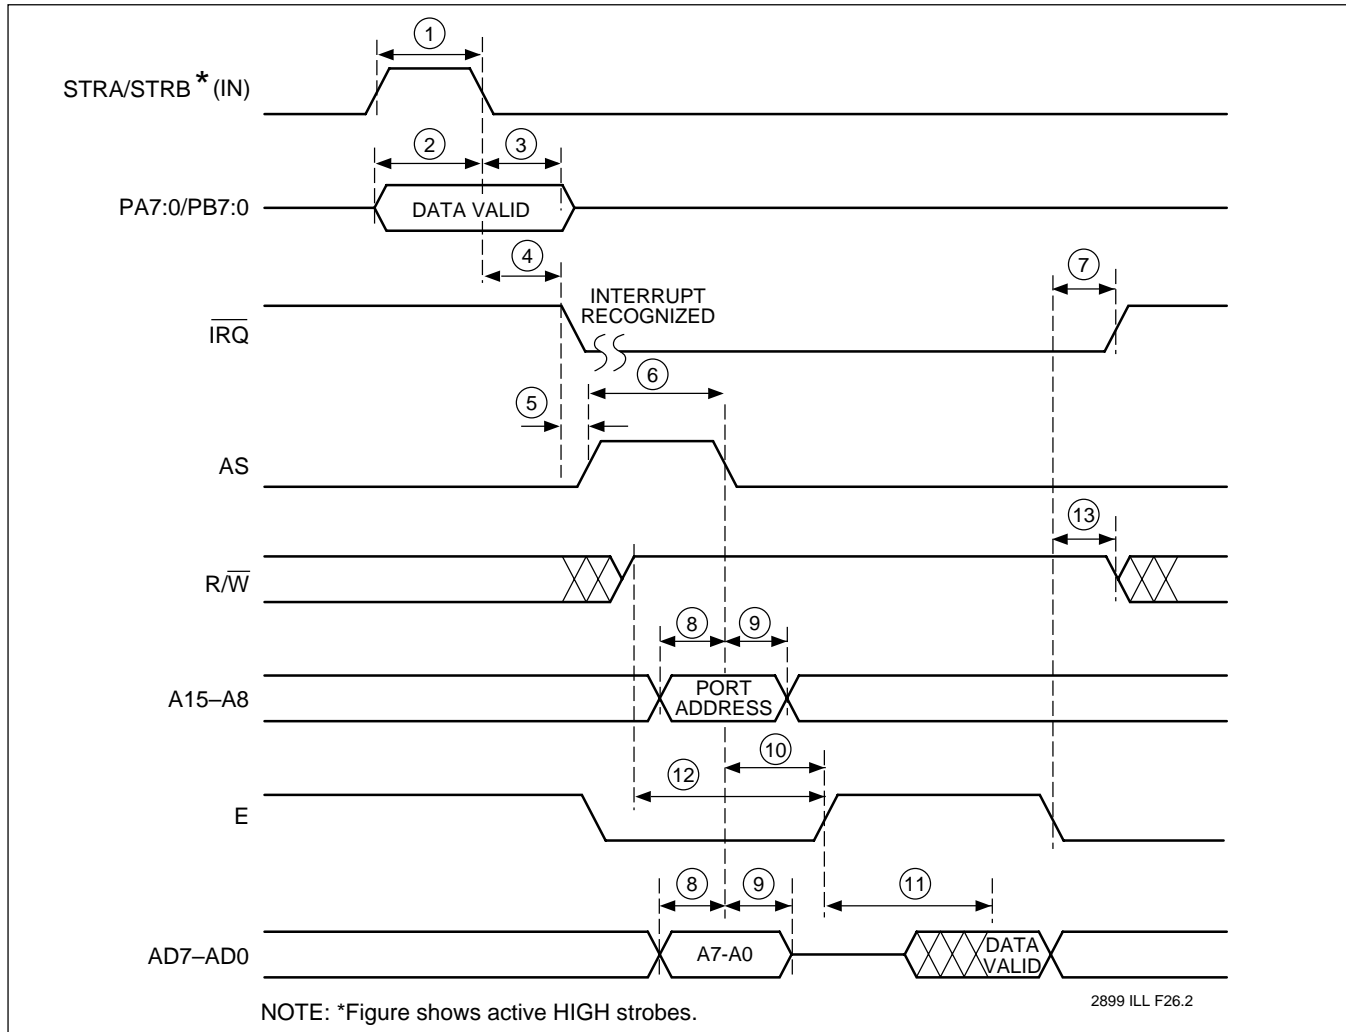 1
STRA/STRB * (IN)
2
3
PA7:0/PB7:0
DATA VALID
4
7
INTERRUPT
RECOGNIZED
IRQ
6
5
AS
13
R/W
8
9
A15–A8
PORT
ADDRESS
10
12
E
8
9
11
AD7–AD0
A7-A0
DATA
VALID
2899 ILL F26.2
NOTE: *Figure shows active HIGH strobes.